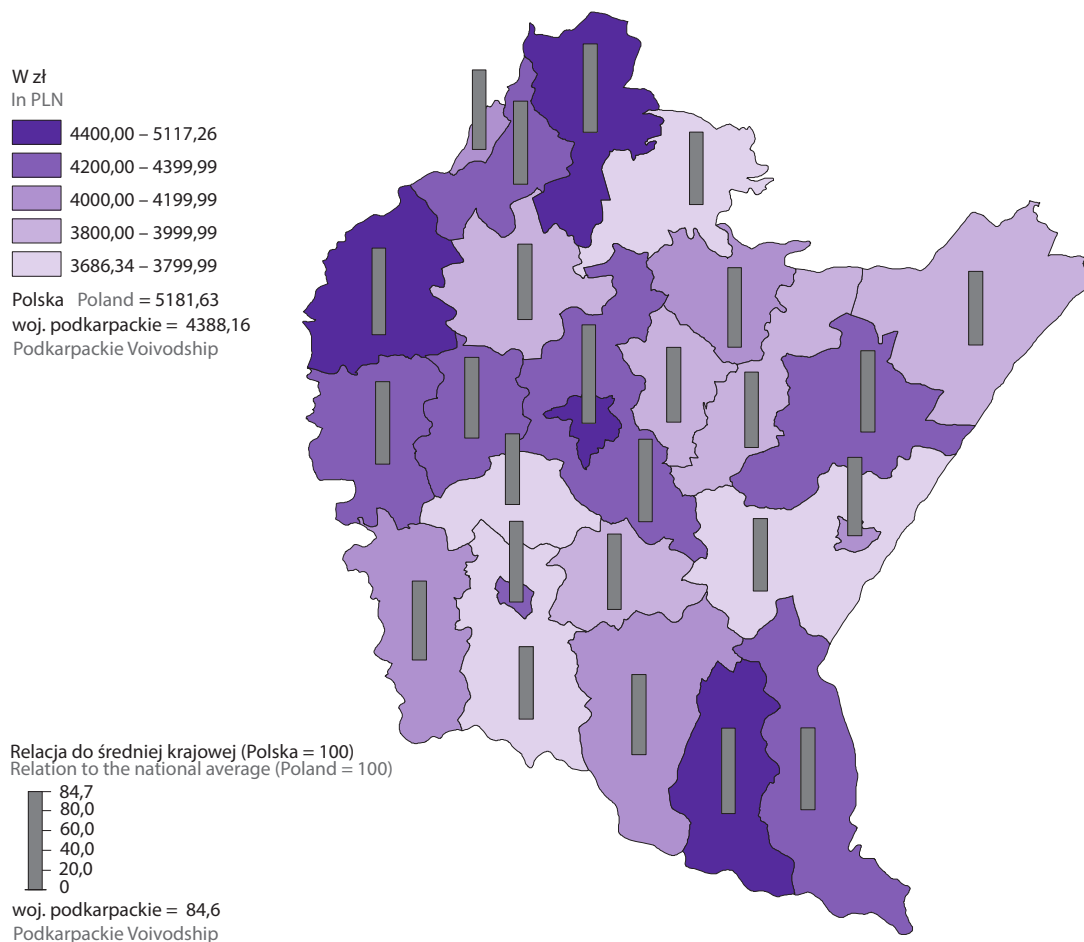 W zł
In PLN
4400,00 – 5117,26
4200,00 – 4399,99
4000,00 – 4199,99
3800,00 – 3999,99
3686,34 – 3799,99
Polska Poland = 5181,63
woj. podkarpackie = 4388,16
Podkarpackie Voivodship
Relacja do średniej krajowej (Polska = 100)
Relation to the national average (Poland = 100)
84,7
80,0
60,0
40,0
20,0
0
woj. podkarpackie = 84,6
Podkarpackie Voivodship